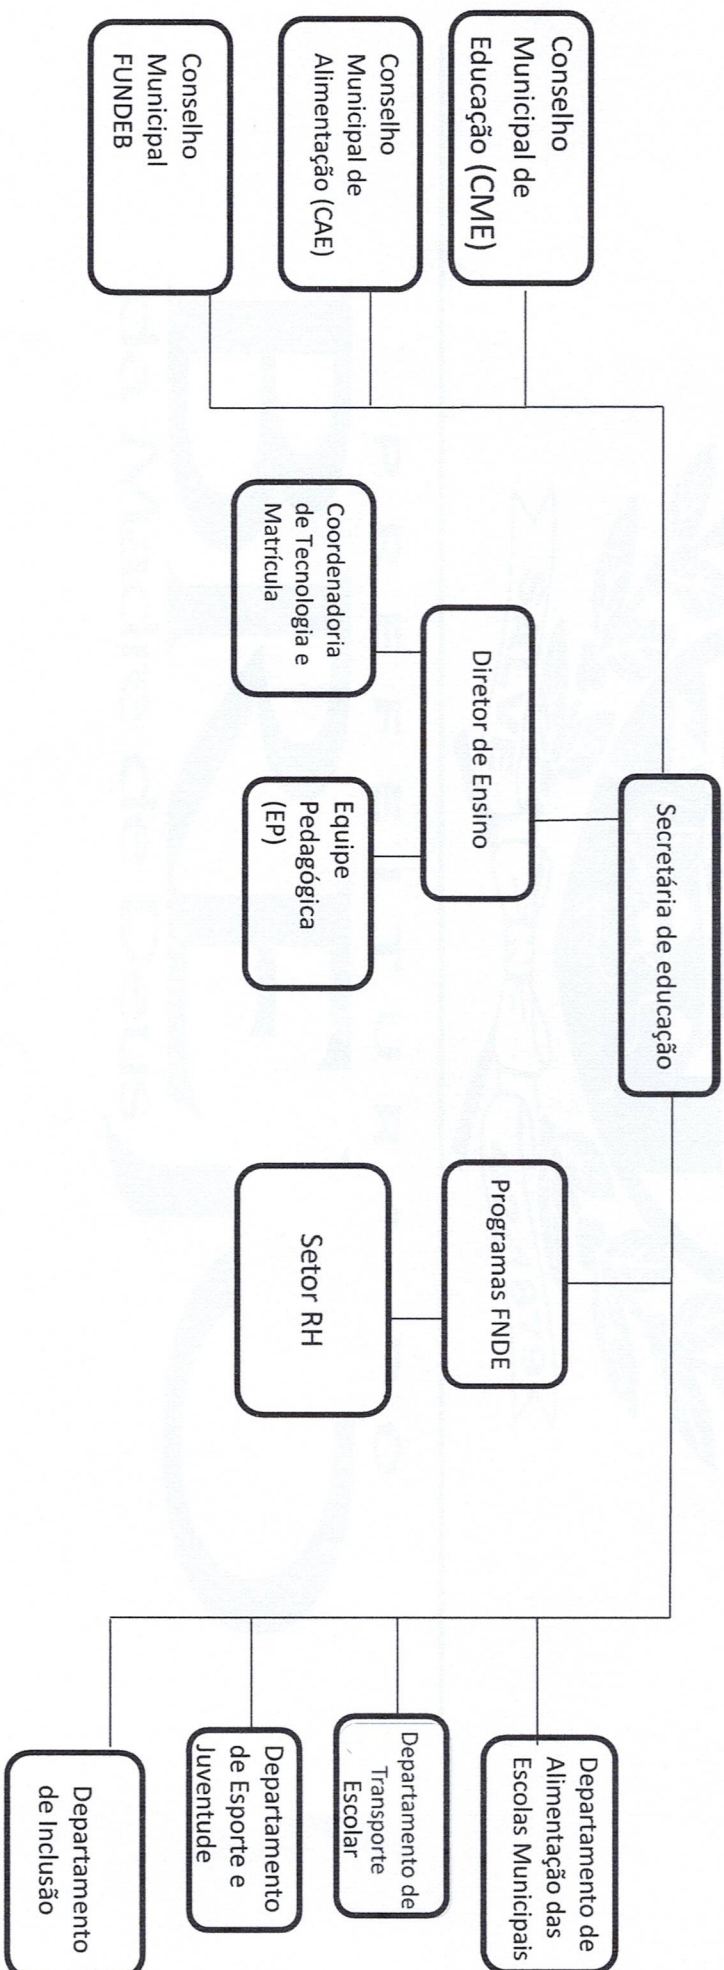 Secretária de educação
Conselho
Municipal de
Educação (CME)
Conselho
Municipal de
Alimentação (CAE)
Conselho
Municipal
FUNDEB
Diretor de Ensino
Coordenadoria
de Tecnologia e
Matrícula
Equipe
Pedagógica
(EP)
Programas FNDE
Setor RH
Departamento de
Alimentação das
Escolas Municipais
Departamento de
Transporte
Escolar
Departamento
de Esporte e
Juventude
Departamento
de Inclusão